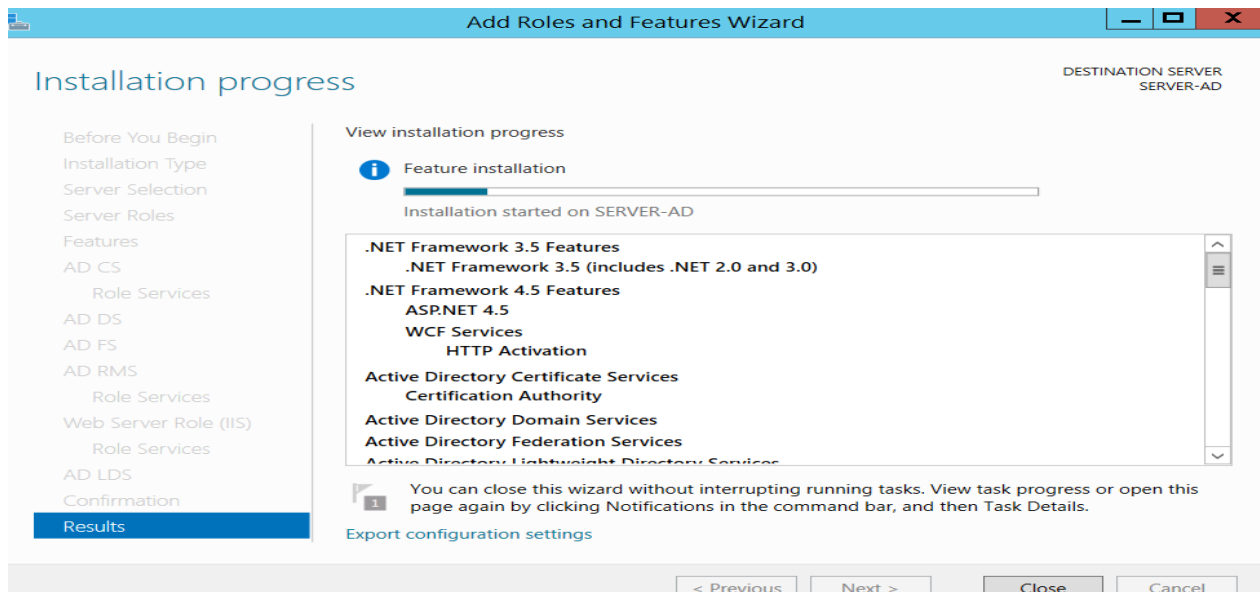 Add Roles and Features Wizard
Installation progress
DESTINATION SERVER
SERVER-AD
Before You Begin
Installation Type
Server Selection
Server Roles
Features
AD CS
Role Services
AD DS
AD FS
AD RMS
Role Services
Web Server Role (IIS)
Role Services
AD LDS
Confirmation
Results
View installation progress
Feature installation
Installation started on SERVER-AD
.NET Framework 3.5 Features
.NET Framework 3.5 (includes .NET 2.0 and 3.0)
.NET Framework 4.5 Features
ASP.NET 4.5
WCF Services
HTTP Activation
Active Directory Certificate Services
Certification Authority
Active Directory Domain Services
Active Directory Federation Services
Active Directory Lightweight Directory Services
1
You can close this wizard without interrupting running tasks. View task progress or open this
page again by clicking Notifications in the command bar, and then Task Details.
Export configuration settings
< Previous
Next >
Close
Cancel